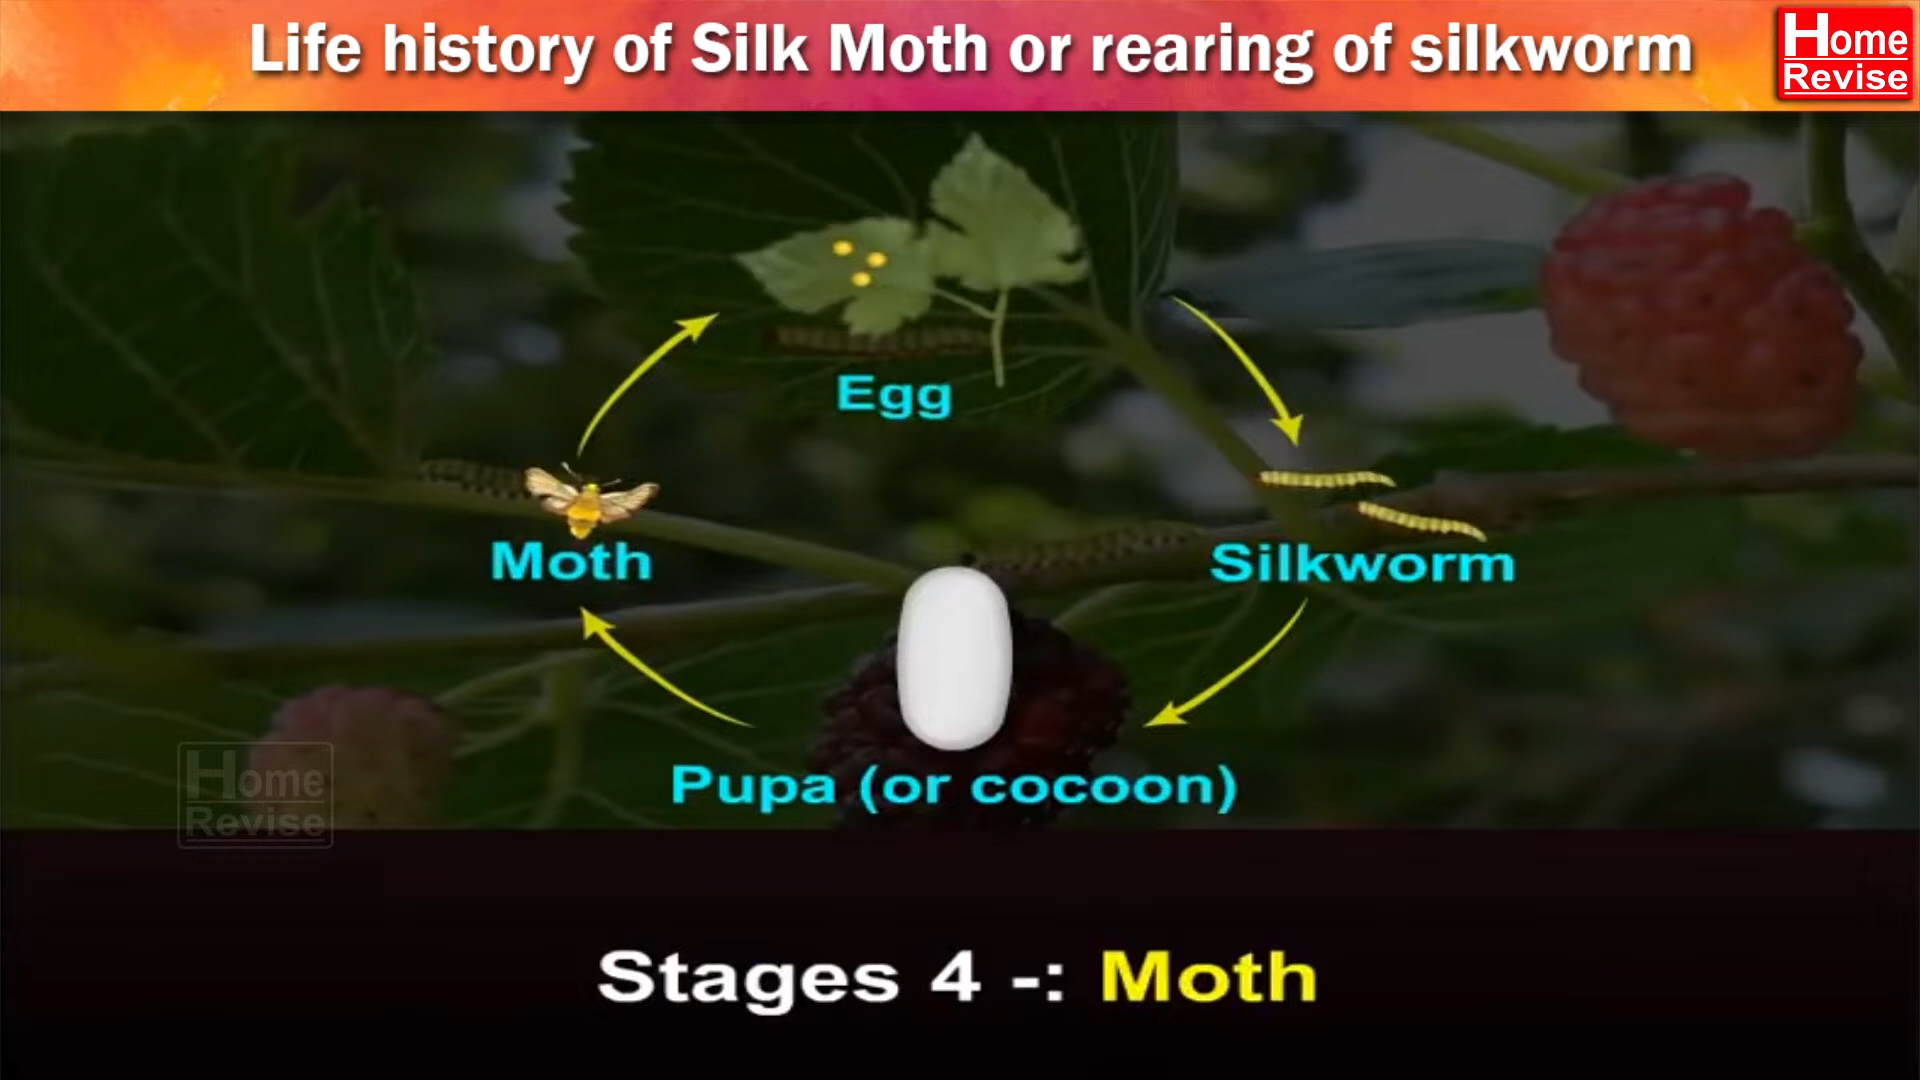 Life history of Silk Moth or rearing of silkworm
Home
Revise
Egg
Moth
Silkworm
Pupa (or cocoon)
Home
Revise
Stages 4 -: Moth